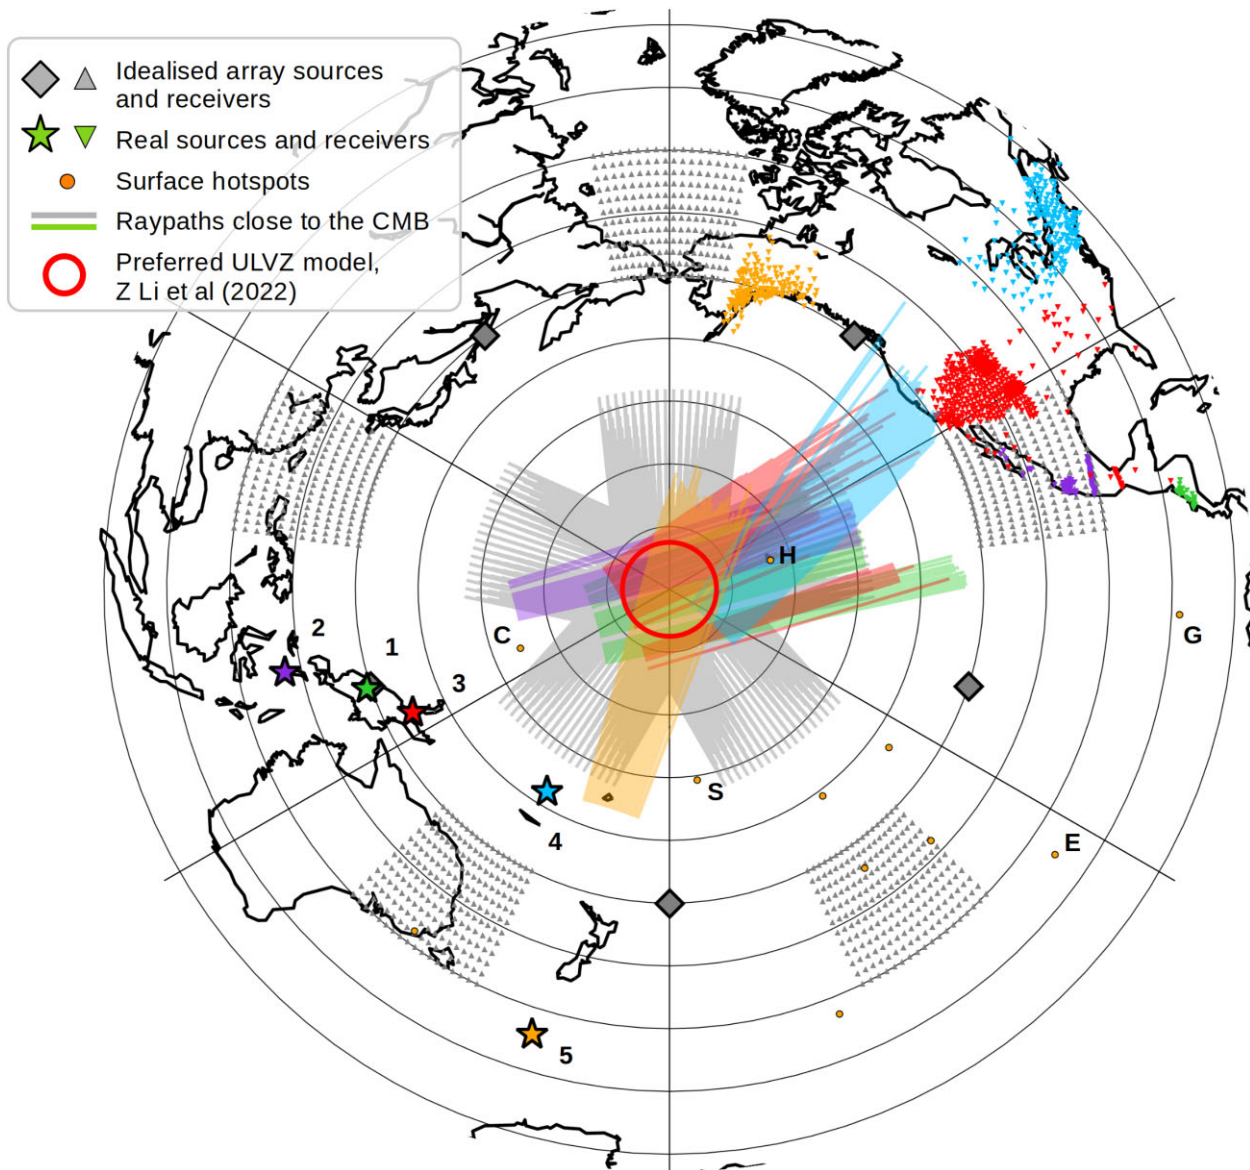 Idealised array sources
and receivers
Real sources and receivers
Surface hotspots
Raypaths close to the CMB
Preferred ULVZ model,
Z Li et al (2022)
H
C
G
2
1
3
S
4
E
5